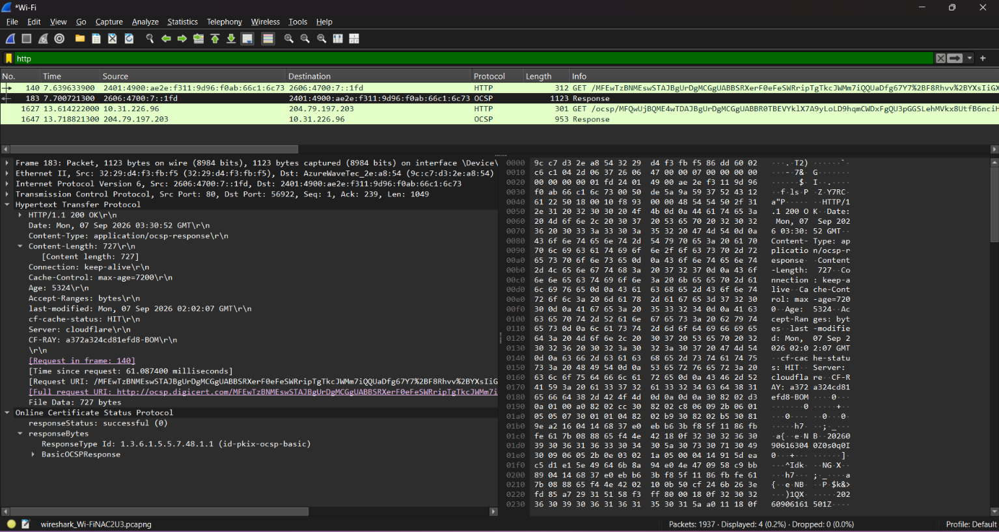 *Wi-Fi
File Edit View Go Capture Analyze Statistics Telephony Wireless Tools Help
http
No. Time Source Destination Protocol Length Info
140 7.639633900 2401:4900:ae2e:f311:9d96:f0ab:66c1:6c73 2606:4700:7::1fd HTTP 312 GET /MFEwTzBNMEswSTAJBgUrDgMCGgUABBSRXerF0eFeSWRripTgTkcJWMm7iQQUaDfg67Y7%2BF8Rhvv%2BYXsIiGX
183 7.700721300 2606:4700:7::1fd 2401:4900:ae2e:f311:9d96:f0ab:66c1:6c73 OCSP 1123 Response
1627 13.614222000 10.31.226.96 204.79.197.203 HTTP 301 GET /ocsp/MFQwUjBQME4wTDAJBgUrDgMCGgUABBR0TBEVYklX7A9yLoLD9hqmCWDxFgQU3pGGSLehMVkx8UtfB6nciH
1647 13.718821300 204.79.197.203 10.31.226.96 OCSP 953 Response
Frame 183: Packet, 1123 bytes on wire (8984 bits), 1123 bytes captured (8984 bits) on interface \Device\
Ethernet II, Src: 32:29:d4:f3:fb:f5 (32:29:d4:f3:fb:f5), Dst: AzureWaveTec_2e:a8:54 (9c:c7:d3:2e:a8:54)
Internet Protocol Version 6, Src: 2606:4700:7::1fd, Dst: 2401:4900:ae2e:f311:9d96:f0ab:66c1:6c73
Transmission Control Protocol, Src Port: 80, Dst Port: 56922, Seq: 1, Ack: 239, Len: 1049
Hypertext Transfer Protocol
HTTP/1.1 200 OK\r\n
Date: Mon, 07 Sep 2026 03:30:52 GMT\r\n
Content-Type: application/ocsp-response\r\n
Content-Length: 727\r\n
[Content length: 727]
Connection: keep-alive\r\n
Cache-Control: max-age=7200\r\n
Age: 5324\r\n
Accept-Ranges: bytes\r\n
last-modified: Mon, 07 Sep 2026 02:02:07 GMT\r\n
cf-cache-status: HIT\r\n
Server: cloudflare\r\n
CF-RAY: a372a324cd81efd8-BOM\r\n
\r\n
[Request in frame: 140]
[Time since request: 61.087400 milliseconds]
[Request URI: /MFEwTzBNMEswSTAJBgUrDgMCGgUABBSRXerF0eFeSWRripTgTkcJWMm7iQQUaDfg67Y7%2BF8Rhvv%2BYXsIiG
[Full request URI: http://ocsp.digicert.com/MFEwTzBNMEswSTAJBgUrDgMCGgUABBSRXerF0eFeSWRripTgTkcJWMm7i
File Data: 727 bytes
Online Certificate Status Protocol
responseStatus: successful (0)
responseBytes
ResponseType Id: 1.3.6.1.5.5.7.48.1.1 (id-pkix-ocsp-basic)
BasicOCSPResponse
0000 9c c7 d3 2e a8 54 32 29 d4 f3 fb f5 86 dd 60 02 ···.·T2) ······`·
0010 c6 c1 04 2d 06 37 26 06 47 00 00 07 00 00 00 00 ···-·7&· G·······
0020 00 00 00 00 01 fd 24 01 49 00 ae 2e f3 11 9d 96 ······$· I··.····
0030 f0 ab 66 c1 6c 73 00 50 de 5a 9a 59 37 52 43 12 ··f·ls·P ·Z·Y7RC·
0040 61 22 50 18 00 10 f8 93 00 00 48 54 54 50 2f 31 a"P····· ··HTTP/1
0050 2e 31 20 32 30 30 20 4f 4b 0d 0a 44 61 74 65 3a .1 200 O K··Date:
0060 20 4d 6f 6e 2c 20 30 37 20 53 65 70 20 32 30 32 Mon, 07 Sep 202
0070 36 20 30 33 3a 33 30 3a 35 32 20 47 4d 54 0d 0a 6 03:30: 52 GMT··
0080 43 6f 6e 74 65 6e 74 2d 54 79 70 65 3a 20 61 70 Content- Type: ap
0090 70 6c 69 63 61 74 69 6f 6e 2f 6f 63 73 70 2d 72 plicatio n/ocsp-r
00a0 65 73 70 6f 6e 73 65 0d 0a 43 6f 6e 74 65 6e 74 esponse· ·Content
00b0 2d 4c 65 6e 67 74 68 3a 20 37 32 37 0d 0a 43 6f -Length: 727··Co
00c0 6e 6e 65 63 74 69 6f 6e 3a 20 6b 65 65 70 2d 61 nnection : keep-a
00d0 6c 69 76 65 0d 0a 43 61 63 68 65 2d 43 6f 6e 74 live··Ca che-Cont
00e0 72 6f 6c 3a 20 6d 61 78 2d 61 67 65 3d 37 32 30 rol: max -age=720
00f0 30 0d 0a 41 67 65 3a 20 35 33 32 34 0d 0a 41 63 0··Age: 5324··Ac
0100 63 65 70 74 2d 52 61 6e 67 65 73 3a 20 62 79 74 cept-Ran ges: byt
0110 65 73 0d 0a 6c 61 73 74 2d 6d 6f 64 69 66 69 65 es··last -modifie
0120 64 3a 20 4d 6f 6e 2c 20 30 37 20 53 65 70 20 32 d: Mon, 07 Sep 2
0130 30 32 36 20 30 32 3a 30 32 3a 30 37 20 47 4d 54 026 02:0 2:07 GMT
0140 0d 0a 63 66 2d 63 61 63 68 65 2d 73 74 61 74 75 ··cf-cac he-statu
0150 73 3a 20 48 49 54 0d 0a 53 65 72 76 65 72 3a 20 s: HIT·· Server:
0160 63 6c 6f 75 64 66 6c 61 72 65 0d 0a 43 46 2d 52 cloudfla re··CF-R
0170 41 59 3a 20 61 33 37 32 61 33 32 34 63 64 38 31 AY: a372 a324cd81
0180 65 66 64 38 2d 42 4f 4d 0d 0a 0d 0a 30 82 02 d3 efd8-BOM ····0···
0190 0a 01 00 a0 82 02 cc 30 82 02 c8 06 09 2b 06 01 ·······0 ·····+··
01a0 05 05 07 30 01 01 04 82 02 b9 30 82 02 b5 30 81 ···0···· ··0···0·
01b0 9e a2 16 04 14 68 37 e0 eb b6 3b f8 5f 11 86 fb ·····h7· ··;·_···
01c0 fe 61 7b 08 88 65 f4 4e 42 18 0f 32 30 32 36 30 ·a{··e·N B··20260
01d0 39 30 36 31 36 33 30 34 30 5a 30 73 30 71 30 49 90616304 0Z0s0q0I
01e0 30 09 06 05 2b 0e 03 02 1a 05 00 04 14 91 5d ea 0···+··· ······]·
01f0 c5 d1 e1 5e 49 64 6b 8a 94 e0 4e 47 09 58 c9 bb ···^Idk· ··NG·X··
0200 89 04 14 68 37 e0 eb b6 3b f8 5f 11 86 fb fe 61 ···h7··· ;·_····a
0210 7b 08 88 65 f4 4e 42 02 10 0b 50 cf 24 6b 26 3e {··e·NB· ··P·$k&>
0220 fd 85 a7 29 31 51 58 f3 ff 80 00 18 0f 32 30 32 ···)1QX· ·····202
0230 36 30 39 30 36 31 36 31 35 30 31 5a a0 11 18 0f 60906161 501Z····
wireshark_Wi-FiNAC2U3.pcapng Packets: 1937 · Displayed: 4 (0.2%) · Dropped: 0 (0.0%) Profile: Default